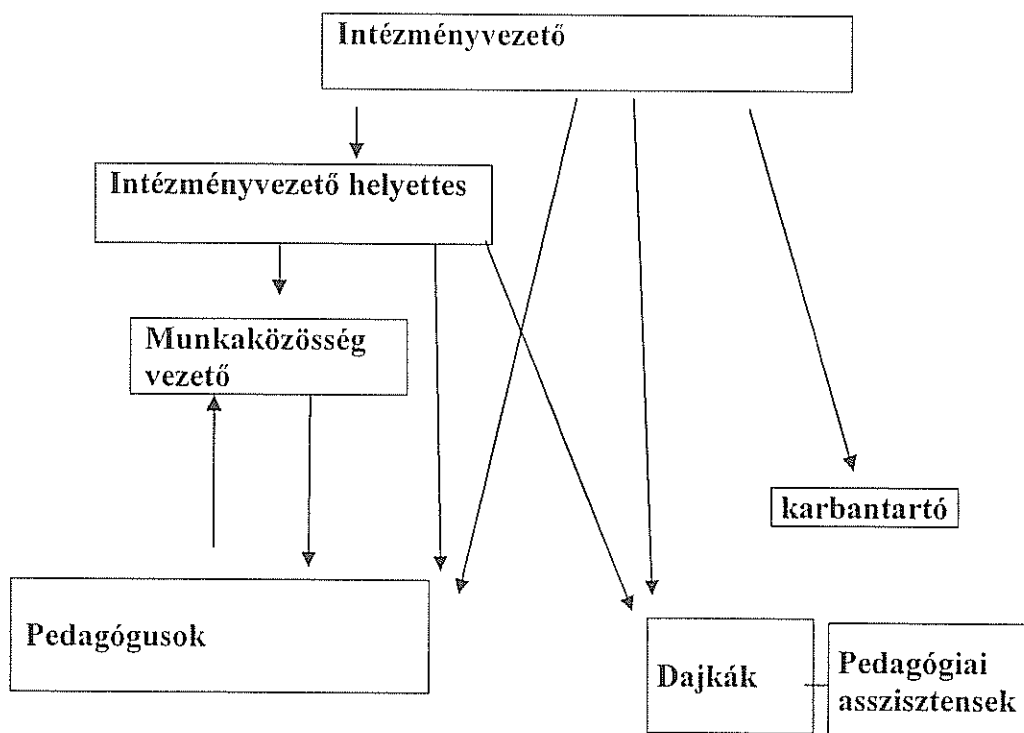 Intézményvezető
Intézményvezető helyettes
Munkaközösség
vezető
karbantartó
Pedagógusok
Dajkák
Pedagógiai
asszisztensek